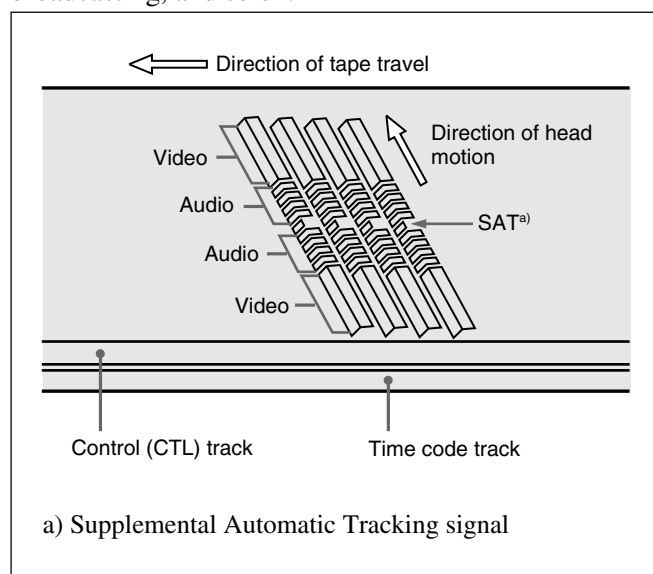 Direction of tape travel
Direction of head
motion
Video
Audio
SATa)
Audio
Video
Control (CTL) track
Time code track
a) Supplemental Automatic Tracking signal